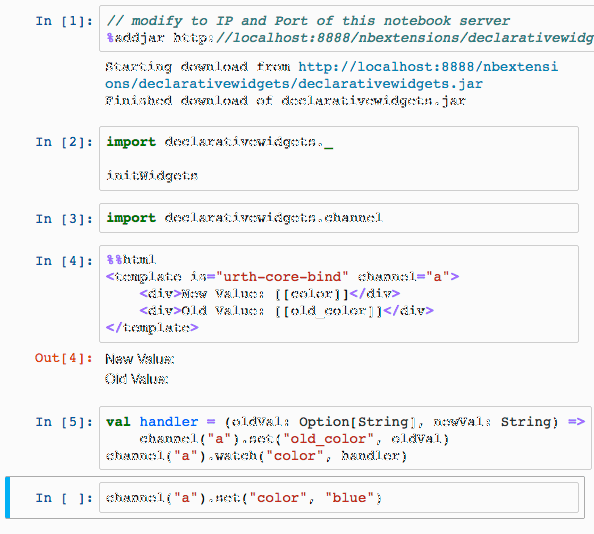 In [1]: // modify to IP and Port of this notebook server
%addjar http://localhost:8888/nbextensions/declarativewidg
Starting download from http://localhost:8888/nbextensi
ons/declarativewidgets/declarativewidgets.jar
Finished download of declarativewidgets.jar
In [2]: import declarativewidgets._
initWidgets
In [3]: import declarativewidgets.channel
In [4]: %%html
<template is="urth-core-bind" channel="a">
<div>New Value: [[color]]</div>
<div>Old Value: [[old_color]]</div>
</template>
Out[4]: New Value:
Old Value:
In [5]: val handler = (oldVal: Option[String], newVal: String) =>
channel("a").set("old_color", oldVal)
channel("a").watch("color", handler)
In [ ]: channel("a").set("color", "blue")